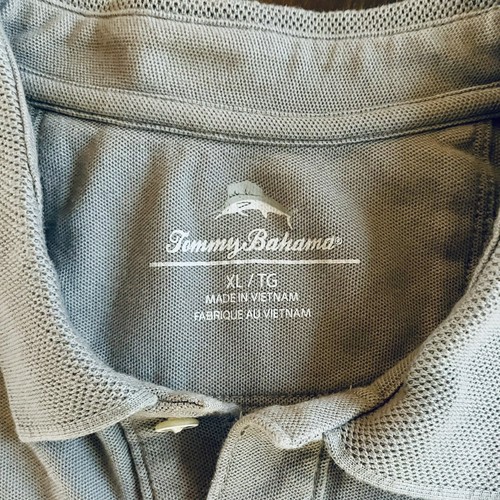 Tommy Bahama®
XL / TG
MADE IN VIETNAM
FABRIQUE AU VIETNAM